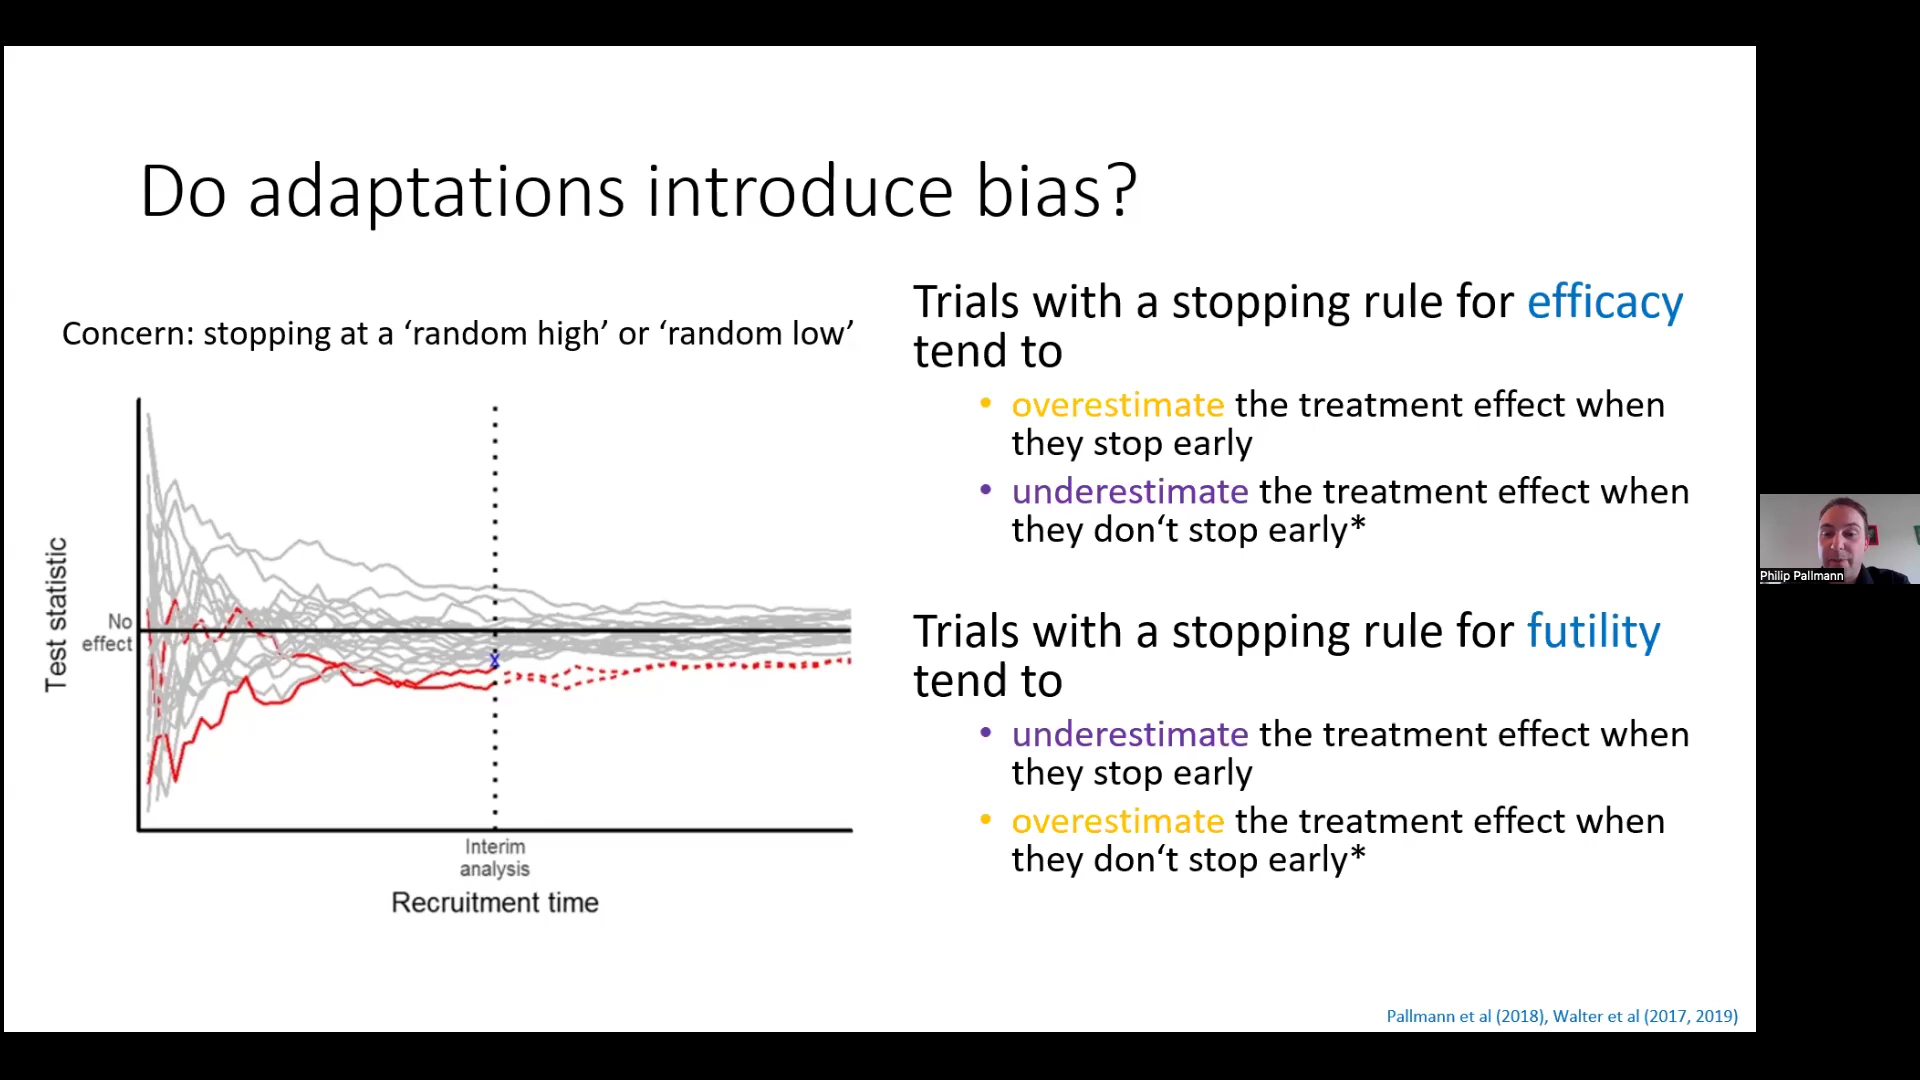 Do adaptations introduce bias?
Concern: stopping at a ‘random high’ or ‘random low’
Test statistic
No
effect
x
Interim
analysis
Recruitment time
Trials with a stopping rule for efficacy
tend to
• overestimate the treatment effect when
they stop early
• underestimate the treatment effect when
they don‘t stop early*
Trials with a stopping rule for futility
tend to
• underestimate the treatment effect when
they stop early
• overestimate the treatment effect when
they don‘t stop early*
Pallmann et al (2018), Walter et al (2017, 2019)
Philip Pallmann